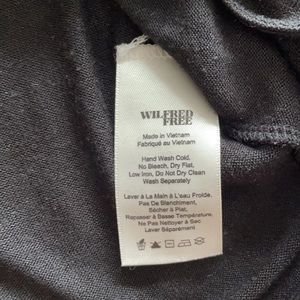 WILFRED
FREE
Made in Vietnam
Fabriqué au Vietnam
Hand Wash Cold,
No Bleach, Dry Flat,
Low Iron, Do Not Dry Clean
Wash Separately
Laver à La Main À L'eau Froide,
Pas De Blanchiment,
Sécher à Plat,
Repasser à Basse Température,
Ne Pas Nettoyer à Sec
Laver Séparément